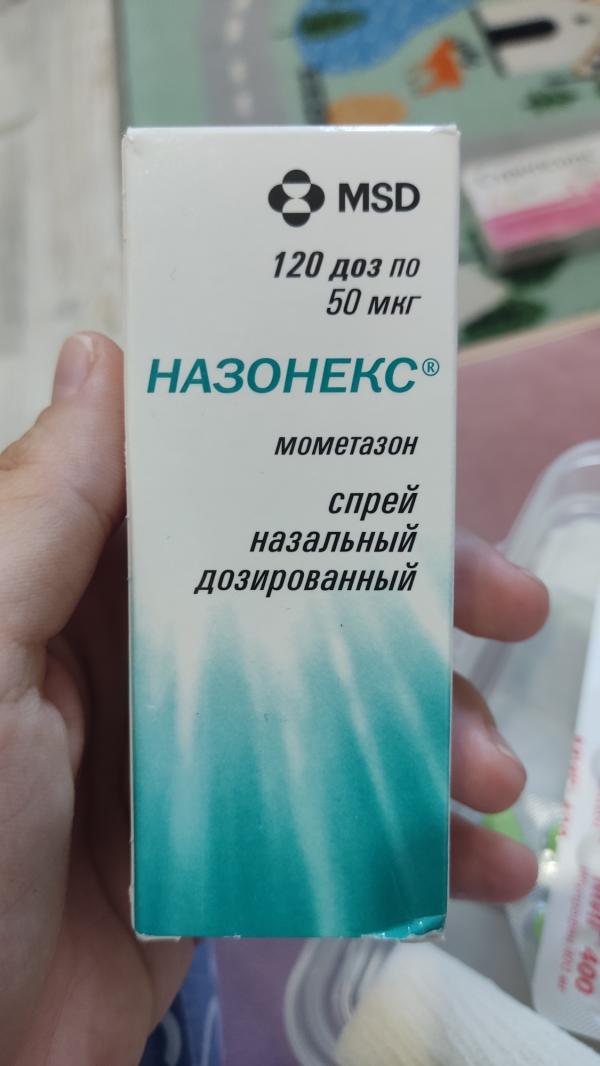 MSD
120 доз по
50 мкг
НАЗОНЕКС®
мометазон
спрей
назальный
дозированный
400